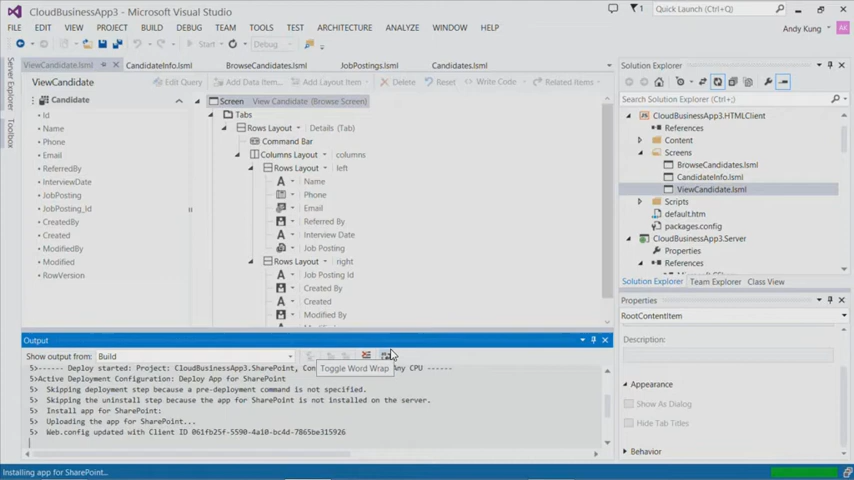 CloudBusinessApp3 - Microsoft Visual Studio
Quick Launch (Ctrl+;)
FILE EDIT VIEW PROJECT BUILD DEBUG TEAM TOOLS TEST ARCHITECTURE ANALYZE WINDOW HELP
Andy Kung
AK
Start
Debug
Server Explorer
Toolbox
ViewCandidate.lsml
CandidateInfo.lsml
BrowseCandidates.lsml
JobPostings.lsml
Candidates.lsml
ViewCandidate
Edit Query
Add Data Item...
Add Layout Item
Delete
Reset
Write Code
Related Items
Candidate
Id
Name
Phone
Email
ReferredBy
InterviewDate
JobPosting
JobPosting_Id
CreatedBy
Created
ModifiedBy
Modified
RowVersion
Screen View Candidate (Browse Screen)
Tabs
Rows Layout Details (Tab)
Command Bar
Columns Layout columns
Rows Layout left
Name
Phone
Email
Referred By
Interview Date
Job Posting
Rows Layout right
Job Posting Id
Created By
Created
Modified By
Solution Explorer
Search Solution Explorer (Ctrl+;)
CloudBusinessApp3.HTMLClient
References
Content
Screens
BrowseCandidates.lsml
CandidateInfo.lsml
ViewCandidate.lsml
Scripts
default.htm
packages.config
CloudBusinessApp3.Server
Properties
References
Solution Explorer Team Explorer Class View
Properties
RootContentItem
Description:
Appearance
Show As Dialog
Hide Tab Titles
Behavior
Output
Show output from: Build
Toggle Word Wrap
5>------ Deploy started: Project: CloudBusinessApp3.SharePoint, Con Any CPU ------
5>Active Deployment Configuration: Deploy App for SharePoint
5> Skipping deployment step because a pre-deployment command is not specified.
5> Skipping the uninstall step because the app for SharePoint is not installed on the server.
5> Install app for SharePoint:
5> Uploading the app for SharePoint...
5> Web.config updated with Client ID 061fb25f-5590-4a10-bc4d-7865be315926
Installing app for SharePoint...